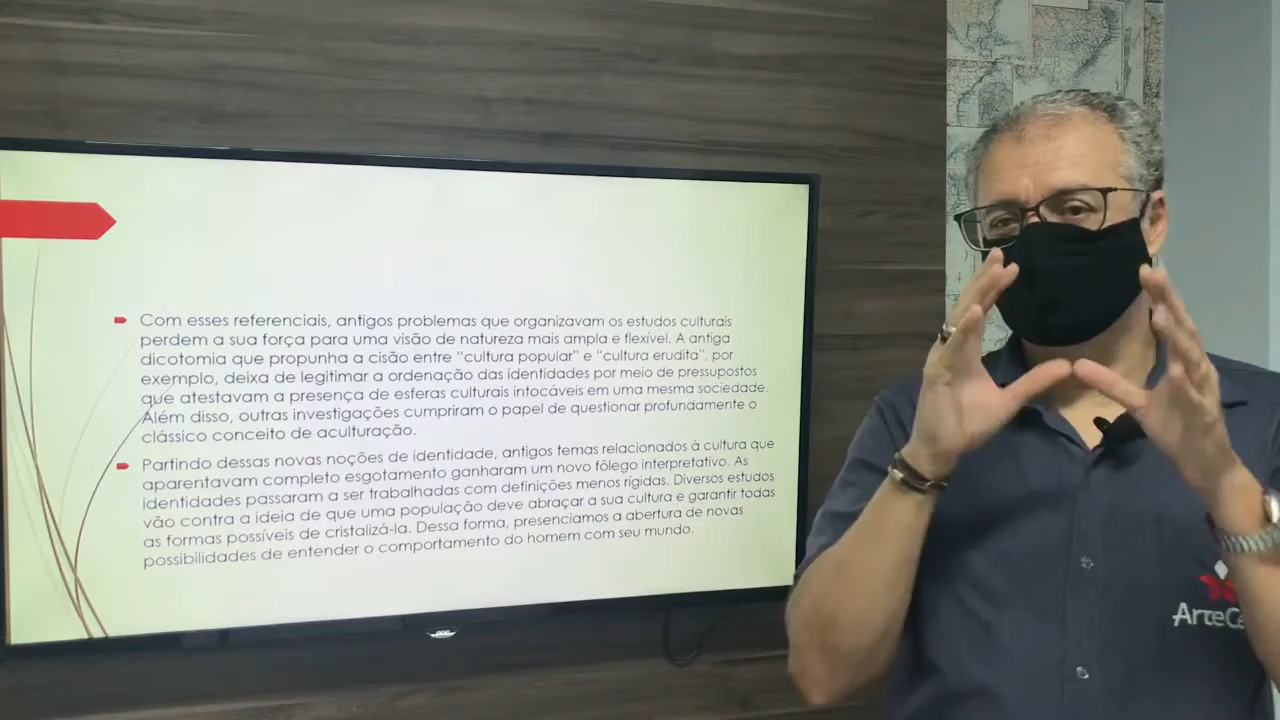 Com esses referenciais, antigos problemas que organizavam os estudos culturais
perdem a sua força para uma visão de natureza mais ampla e flexível. A antiga
dicotomia que propunha a cisão entre “cultura popular” e “cultura erudita”, por
exemplo, deixa de legitimar a ordenação das identidades por meio de pressupostos
que atestavam a presença de esferas culturais intocáveis em uma mesma sociedade.
Além disso, outras investigações cumpriram o papel de questionar profundamente o
clássico conceito de aculturação.
Partindo dessas novas noções de identidade, antigos temas relacionados à cultura que
aparentavam completo esgotamento ganharam um novo fôlego interpretativo. As
identidades passaram a ser trabalhadas com definições menos rígidas. Diversos estudos
vão contra a ideia de que uma população deve abraçar a sua cultura e garantir todas
as formas possíveis de cristalizá-la. Dessa forma, presenciamos a abertura de novas
possibilidades de entender o comportamento do homem com seu mundo.
AOC
ArteCe